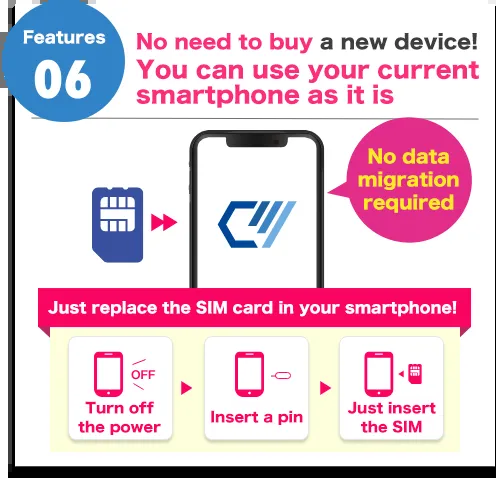 Features
06
No need to buy a new device!
You can use your current
smartphone as it is
No data
migration
required
Just replace the SIM card in your smartphone!
OFF
Turn off
the power
Insert a pin
Just insert
the SIM